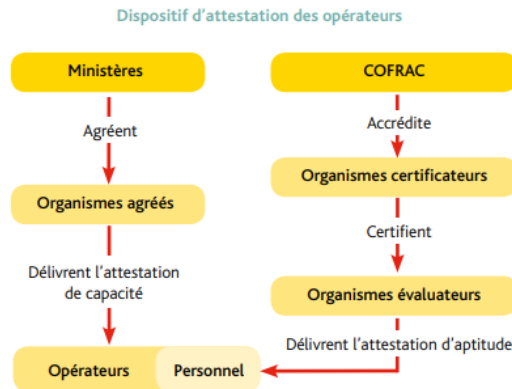 Dispositif d'attestation des opérateurs
Ministères
COFRAC
Agréent
Accrédite
Organismes agréés
Organismes certificateurs
Certifient
Délivrent l'attestation
de capacité
Organismes évaluateurs
Délivrent l'attestation d'aptitude
Opérateurs
Personnel